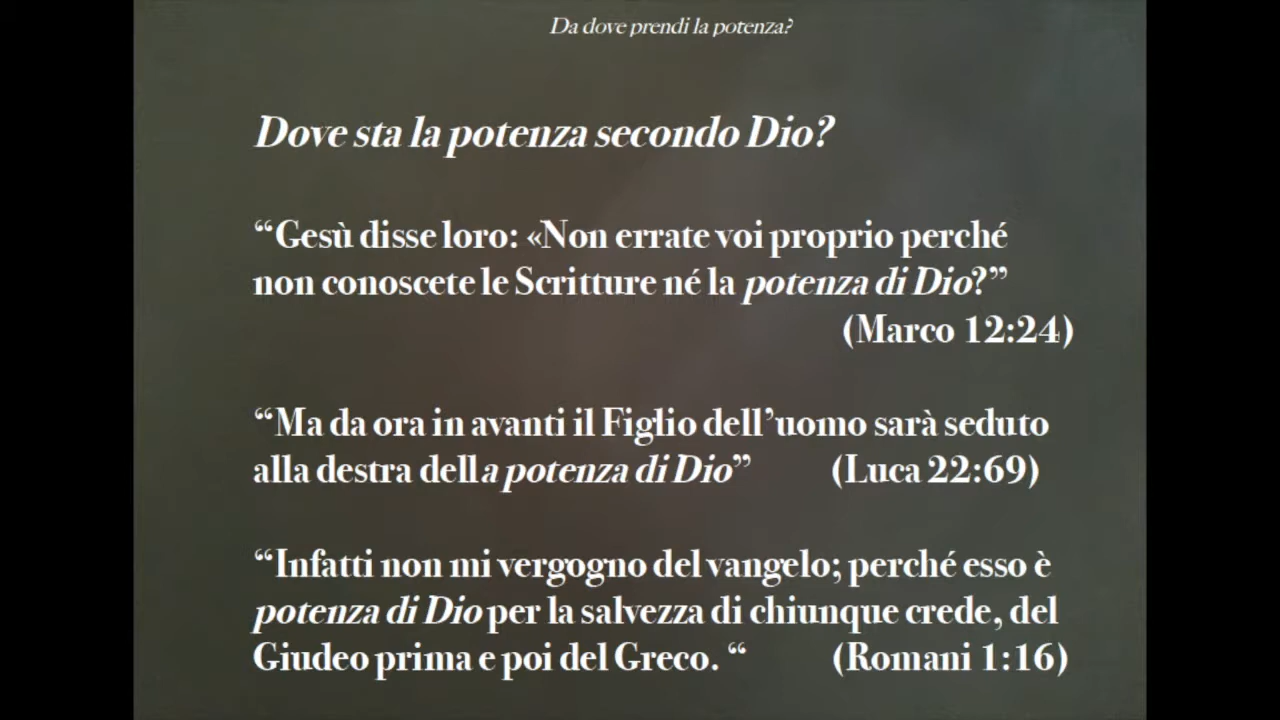 Da dove prendi la potenza?
Dove sta la potenza secondo Dio?
“Gesù disse loro: «Non errate voi proprio perché
non conoscete le Scritture né la potenza di Dio?”
(Marco 12:24)
“Ma da ora in avanti il Figlio dell’uomo sarà seduto
alla destra della potenza di Dio” (Luca 22:69)
“Infatti non mi vergogno del vangelo; perché esso è
potenza di Dio per la salvezza di chiunque crede, del
Giudeo prima e poi del Greco. “ (Romani 1:16)